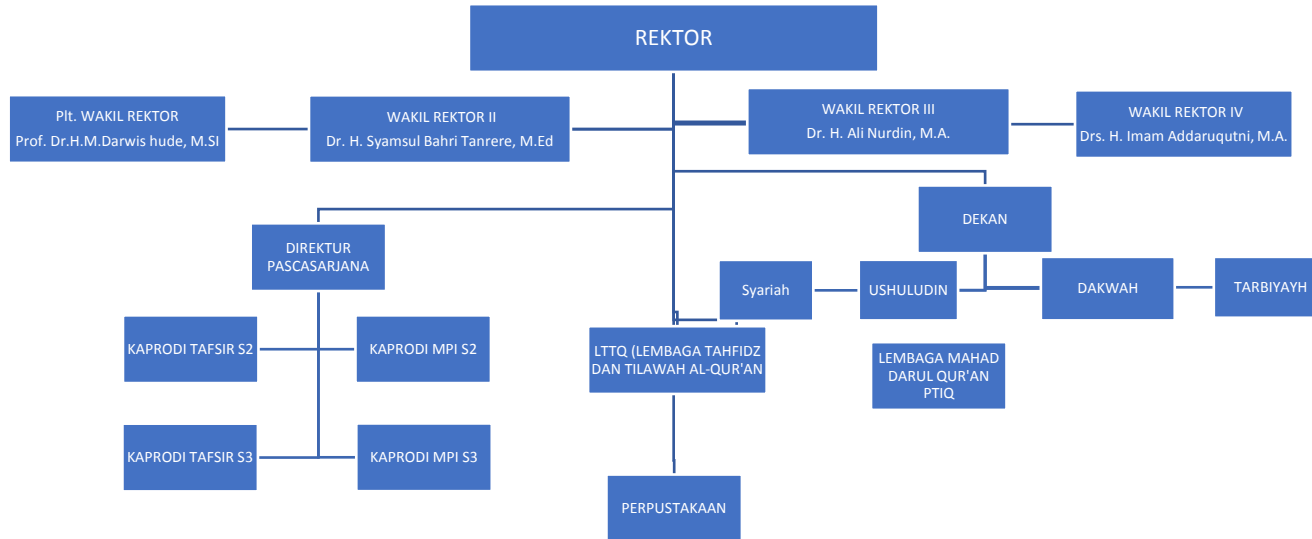 REKTOR
Plt. WAKIL REKTOR
Prof. Dr.H.M.Darwis hude, M.SI
WAKIL REKTOR II
Dr. H. Syamsul Bahri Tanrere, M.Ed
WAKIL REKTOR III
Dr. H. Ali Nurdin, M.A.
WAKIL REKTOR IV
Drs. H. Imam Addaruqutni, M.A.
DIREKTUR
PASCASARJANA
DEKAN
Syariah
USHULUDIN
DAKWAH
TARBIYAYH
KAPRODI TAFSIR S2
KAPRODI MPI S2
LTTQ (LEMBAGA TAHFIDZ
DAN TILAWAH AL-QUR'AN
LEMBAGA MAHAD
DARUL QUR'AN
PTIQ
KAPRODI TAFSIR S3
KAPRODI MPI S3
PERPUSTAKAAN